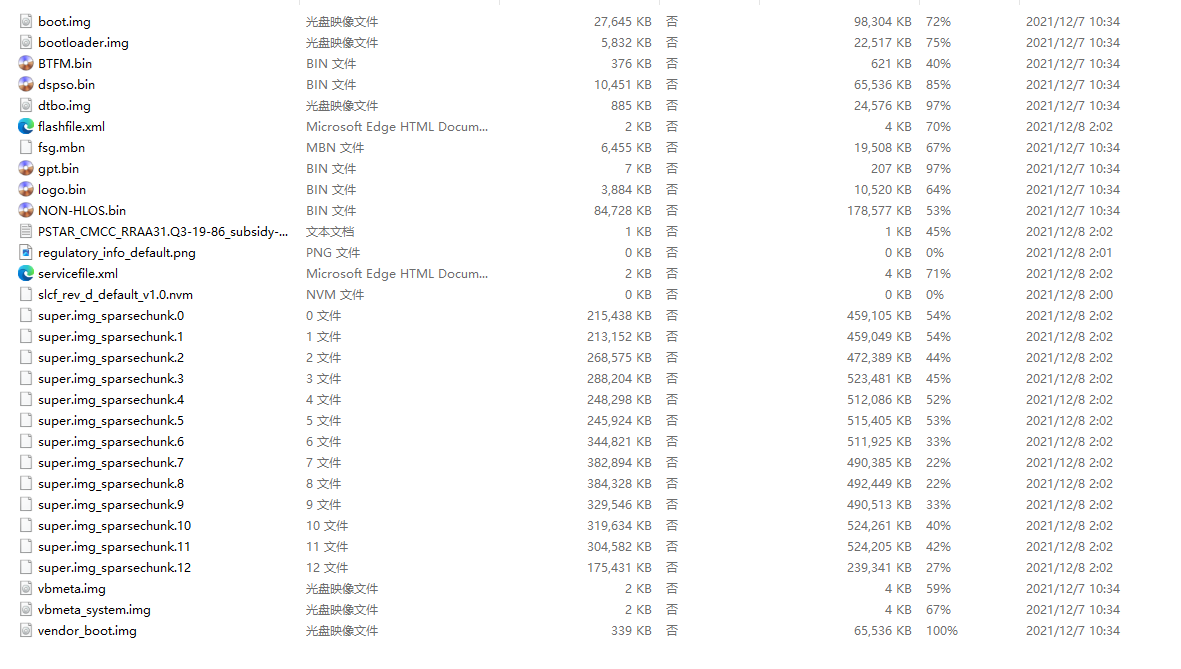 boot.img 光盘映像文件 27,645 KB 否 98,304 KB 72% 2021/12/7 10:34
bootloader.img 光盘映像文件 5,832 KB 否 22,517 KB 75% 2021/12/7 10:34
BTFM.bin BIN 文件 376 KB 否 621 KB 40% 2021/12/7 10:34
dspso.bin BIN 文件 10,451 KB 否 65,536 KB 85% 2021/12/7 10:34
dtbo.img 光盘映像文件 885 KB 否 24,576 KB 97% 2021/12/7 10:34
flashfile.xml Microsoft Edge HTML Docum... 2 KB 否 4 KB 70% 2021/12/8 2:02
fsg.mbn MBN 文件 6,455 KB 否 19,508 KB 67% 2021/12/7 10:34
gpt.bin BIN 文件 7 KB 否 207 KB 97% 2021/12/7 10:34
logo.bin BIN 文件 3,884 KB 否 10,520 KB 64% 2021/12/7 10:34
NON-HLOS.bin BIN 文件 84,728 KB 否 178,577 KB 53% 2021/12/7 10:34
PSTAR_CMCC_RRAA31.Q3-19-86_subsidy-... 文本文档 1 KB 否 1 KB 45% 2021/12/8 2:02
regulatory_info_default.png PNG 文件 0 KB 否 0 KB 0% 2021/12/8 2:01
servicefile.xml Microsoft Edge HTML Docum... 2 KB 否 4 KB 71% 2021/12/8 2:02
slcf_rev_d_default_v1.0.nvm NVM 文件 0 KB 否 0 KB 0% 2021/12/8 2:00
super.img_sparsechunk.0 0 文件 215,438 KB 否 459,105 KB 54% 2021/12/8 2:02
super.img_sparsechunk.1 1 文件 213,152 KB 否 459,049 KB 54% 2021/12/8 2:02
super.img_sparsechunk.2 2 文件 268,575 KB 否 472,389 KB 44% 2021/12/8 2:02
super.img_sparsechunk.3 3 文件 288,204 KB 否 523,481 KB 45% 2021/12/8 2:02
super.img_sparsechunk.4 4 文件 248,298 KB 否 512,086 KB 52% 2021/12/8 2:02
super.img_sparsechunk.5 5 文件 245,924 KB 否 515,405 KB 53% 2021/12/8 2:02
super.img_sparsechunk.6 6 文件 344,821 KB 否 511,925 KB 33% 2021/12/8 2:02
super.img_sparsechunk.7 7 文件 382,894 KB 否 490,385 KB 22% 2021/12/8 2:02
super.img_sparsechunk.8 8 文件 384,328 KB 否 492,449 KB 22% 2021/12/8 2:02
super.img_sparsechunk.9 9 文件 329,546 KB 否 490,513 KB 33% 2021/12/8 2:02
super.img_sparsechunk.10 10 文件 319,634 KB 否 524,261 KB 40% 2021/12/8 2:02
super.img_sparsechunk.11 11 文件 304,582 KB 否 524,205 KB 42% 2021/12/8 2:02
super.img_sparsechunk.12 12 文件 175,431 KB 否 239,341 KB 27% 2021/12/8 2:02
vbmeta.img 光盘映像文件 2 KB 否 4 KB 59% 2021/12/7 10:34
vbmeta_system.img 光盘映像文件 2 KB 否 4 KB 67% 2021/12/7 10:34
vendor_boot.img 光盘映像文件 339 KB 否 65,536 KB 100% 2021/12/7 10:34